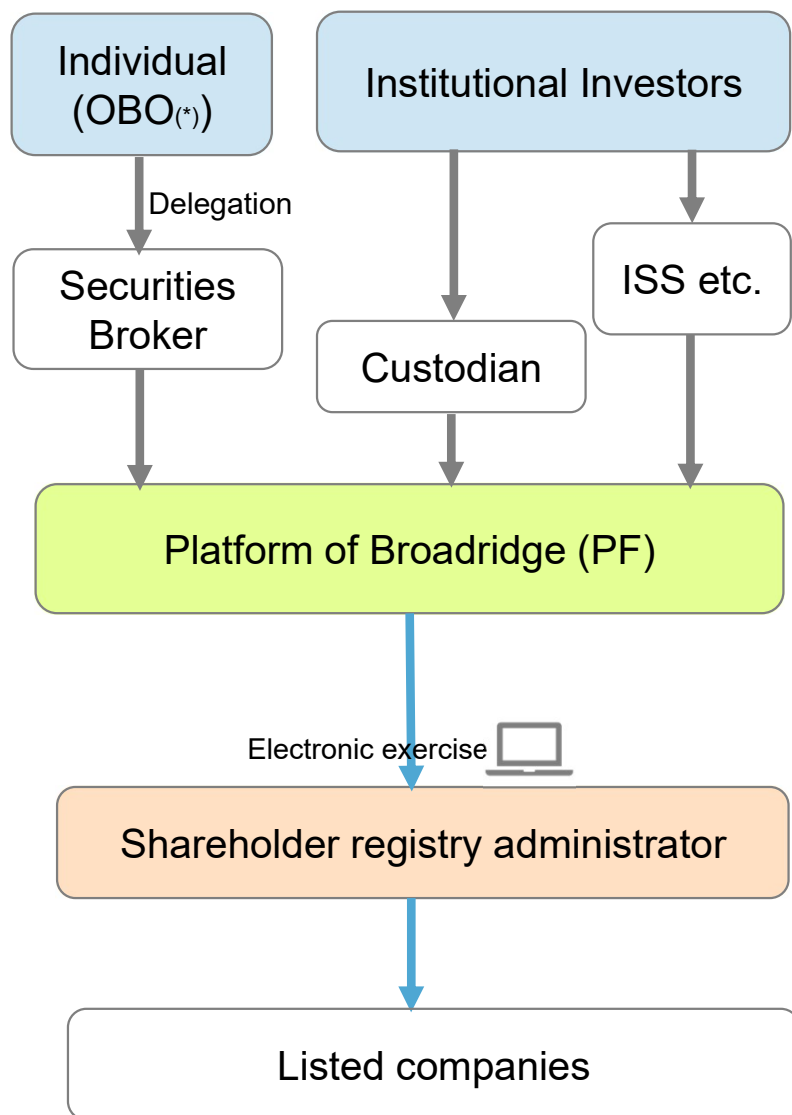 Individual
(OBO(*))
Institutional Investors
Delegation
Securities
Broker
ISS etc.
Custodian
Platform of Broadridge (PF)
Electronic exercise
Shareholder registry administrator
Listed companies